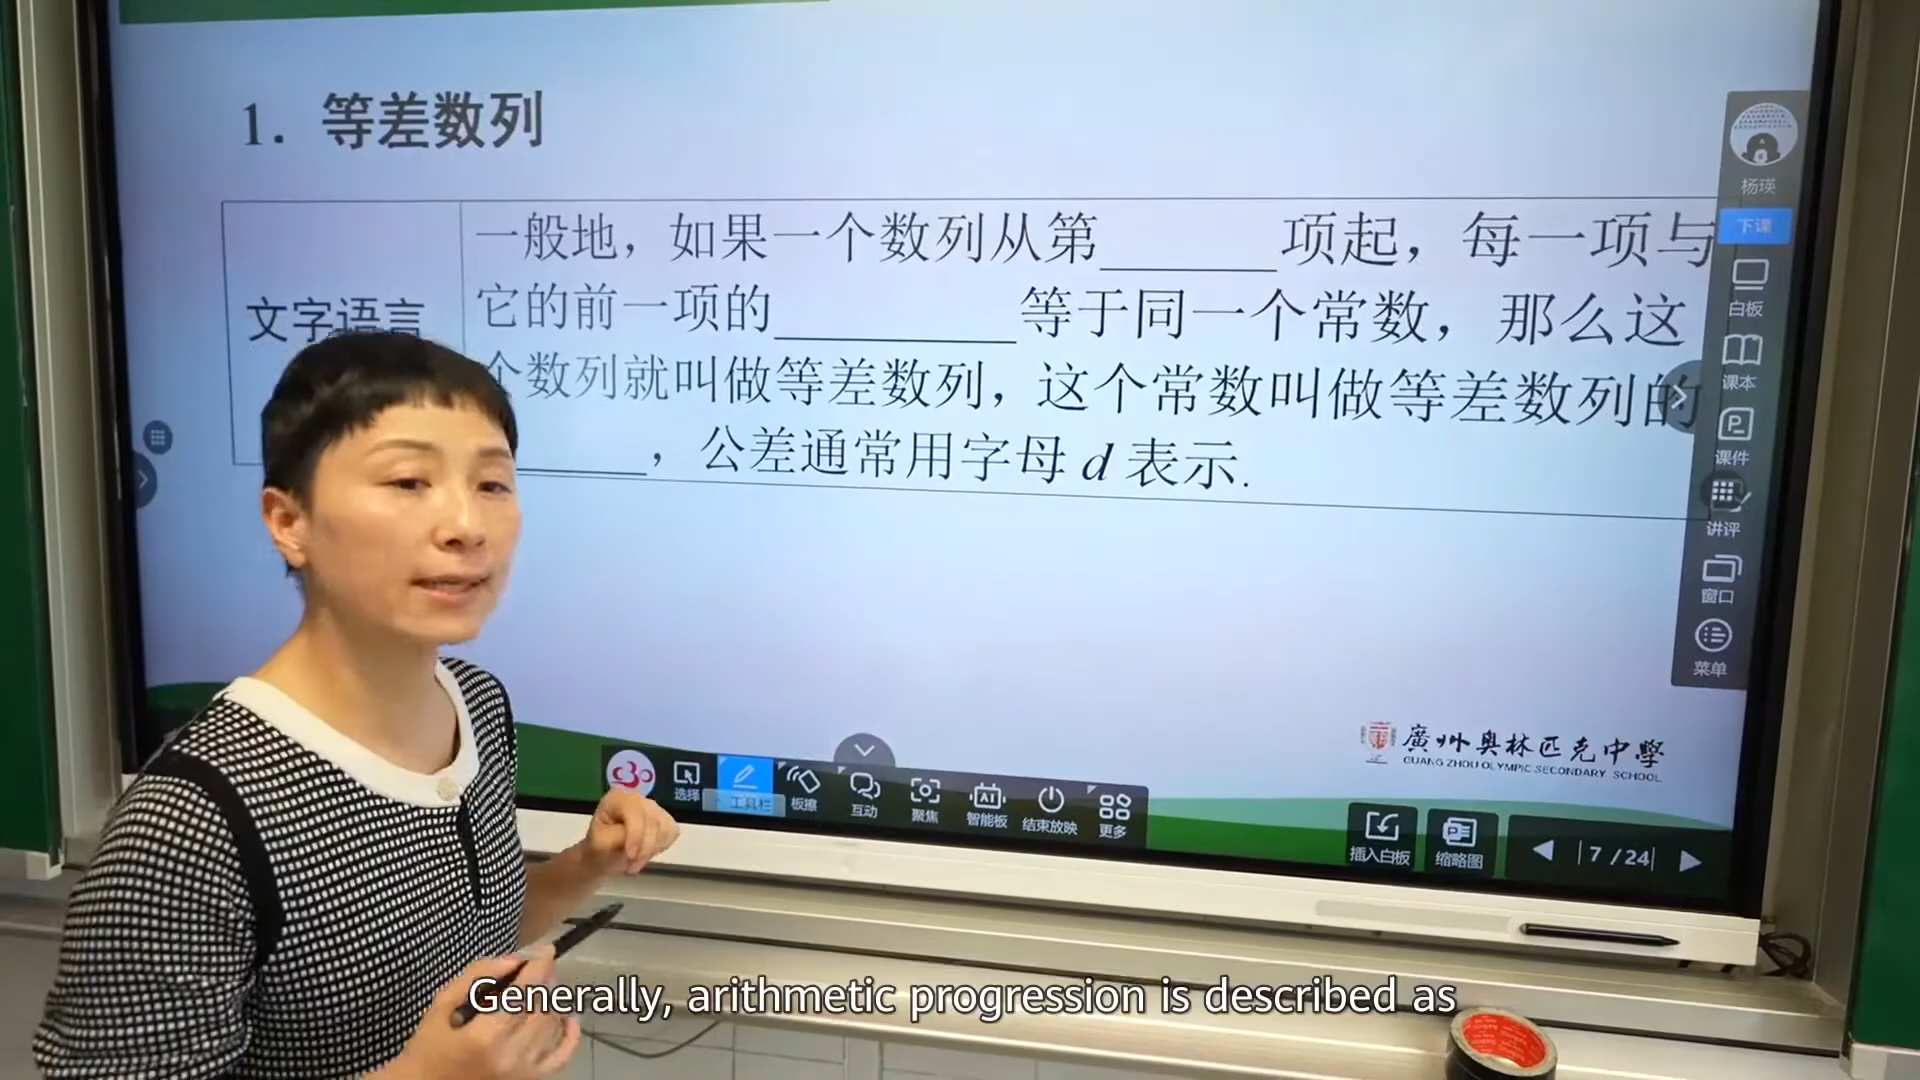 1. 等差数列
文字语言
一般地，如果一个数列从第______项起，每一项与
它的前一项的________等于同一个常数，那么这
个数列就叫做等差数列，这个常数叫做等差数列的
______，公差通常用字母 d 表示.
杨瑛
下课
白板
课本
课件
讲评
窗口
菜单
廣州奥林匹克中學
GUANG ZHOU OLYMPIC SECONDARY SCHOOL
选择
工具栏
板擦
互动
聚焦
智能板
结束放映
更多
插入白板
缩略图
7 / 24
Generally, arithmetic progression is described as